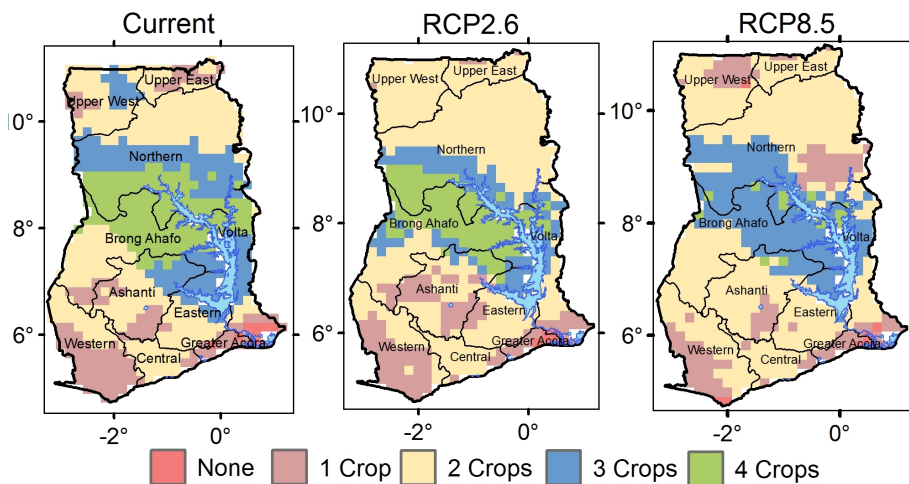 Current RCP2.6 RCP8.5
Upper East
Upper West
Northern
Brong Ahafo
Volta
Ashanti
Eastern
Western
Central
Greater Accra
0°
8°
6°
-2° 0°
Upper East
Upper West
Northern
Brong Ahafo
Volta
Ashanti
Eastern
Western
Central
Greater Accra
10°
8°
6°
-2° 0°
Upper East
Upper West
Northern
Brong Ahafo
Volta
Ashanti
Eastern
Western
Central
Greater Accra
10°
8°
6°
-2° 0°
None 1 Crop 2 Crops 3 Crops 4 Crops